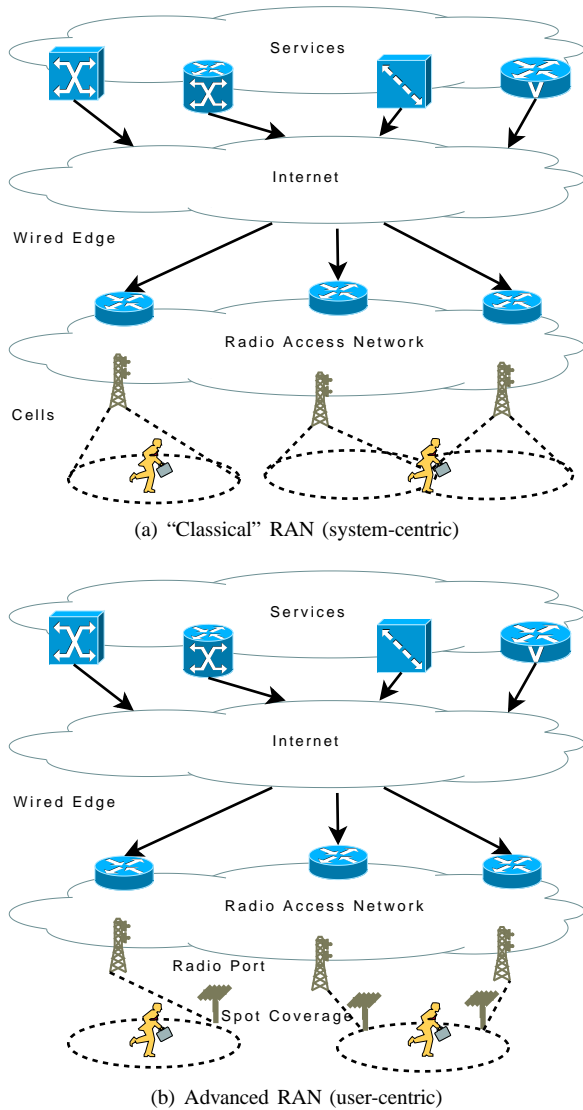 Services
Internet
Wired Edge
Radio Access Network
Cells
(a) “Classical” RAN (system-centric)
Services
Internet
Wired Edge
Radio Access Network
Radio Port
Spot Coverage
(b) Advanced RAN (user-centric)